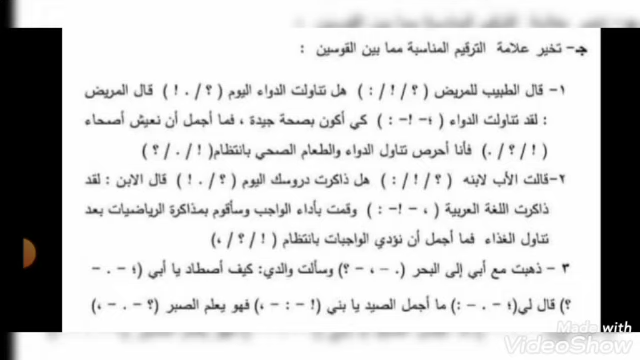 جـ- تخير علامة الترقيم المناسبة مما بين القوسين :
١- قال الطبيب للمريض ( ؟ / ! / : ) هل تناولت الدواء اليوم ( ؟ / . / ! ) قال المريض
: لقد تناولت الدواء ( ؛ - !- : ) كي أكون بصحة جيدة ، فما أجمل أن نعيش أصحاء
( ! / ؟ / .) فأنا أحرص تناول الدواء والطعام الصحي بانتظام( ! / . / ؟ )
٢- قالت الأب لابنه ( ؟ / ! / : ) هل ذاكرت دروسك اليوم ( ؟ / . / ! ) قال الابن : لقد
ذاكرت اللغة العربية ( ، - !- : ) وقمت بأداء الواجب وسأقوم بمذاكرة الرياضيات بعد
تناول الغذاء فما أجمل أن نؤدي الواجبات بانتظام ( ! / ؟ / ،)
٣ - ذهبت مع أبي إلى البحر (. - ، - ؟) وسألت والدي: كيف أصطاد يا أبي (؛ - . -
؟) قال لي(؛ - . - :) ما أجمل الصيد يا بني (! - : - ،) فهو يعلم الصبر (؟ - . - ،)
Made with
VideoShow